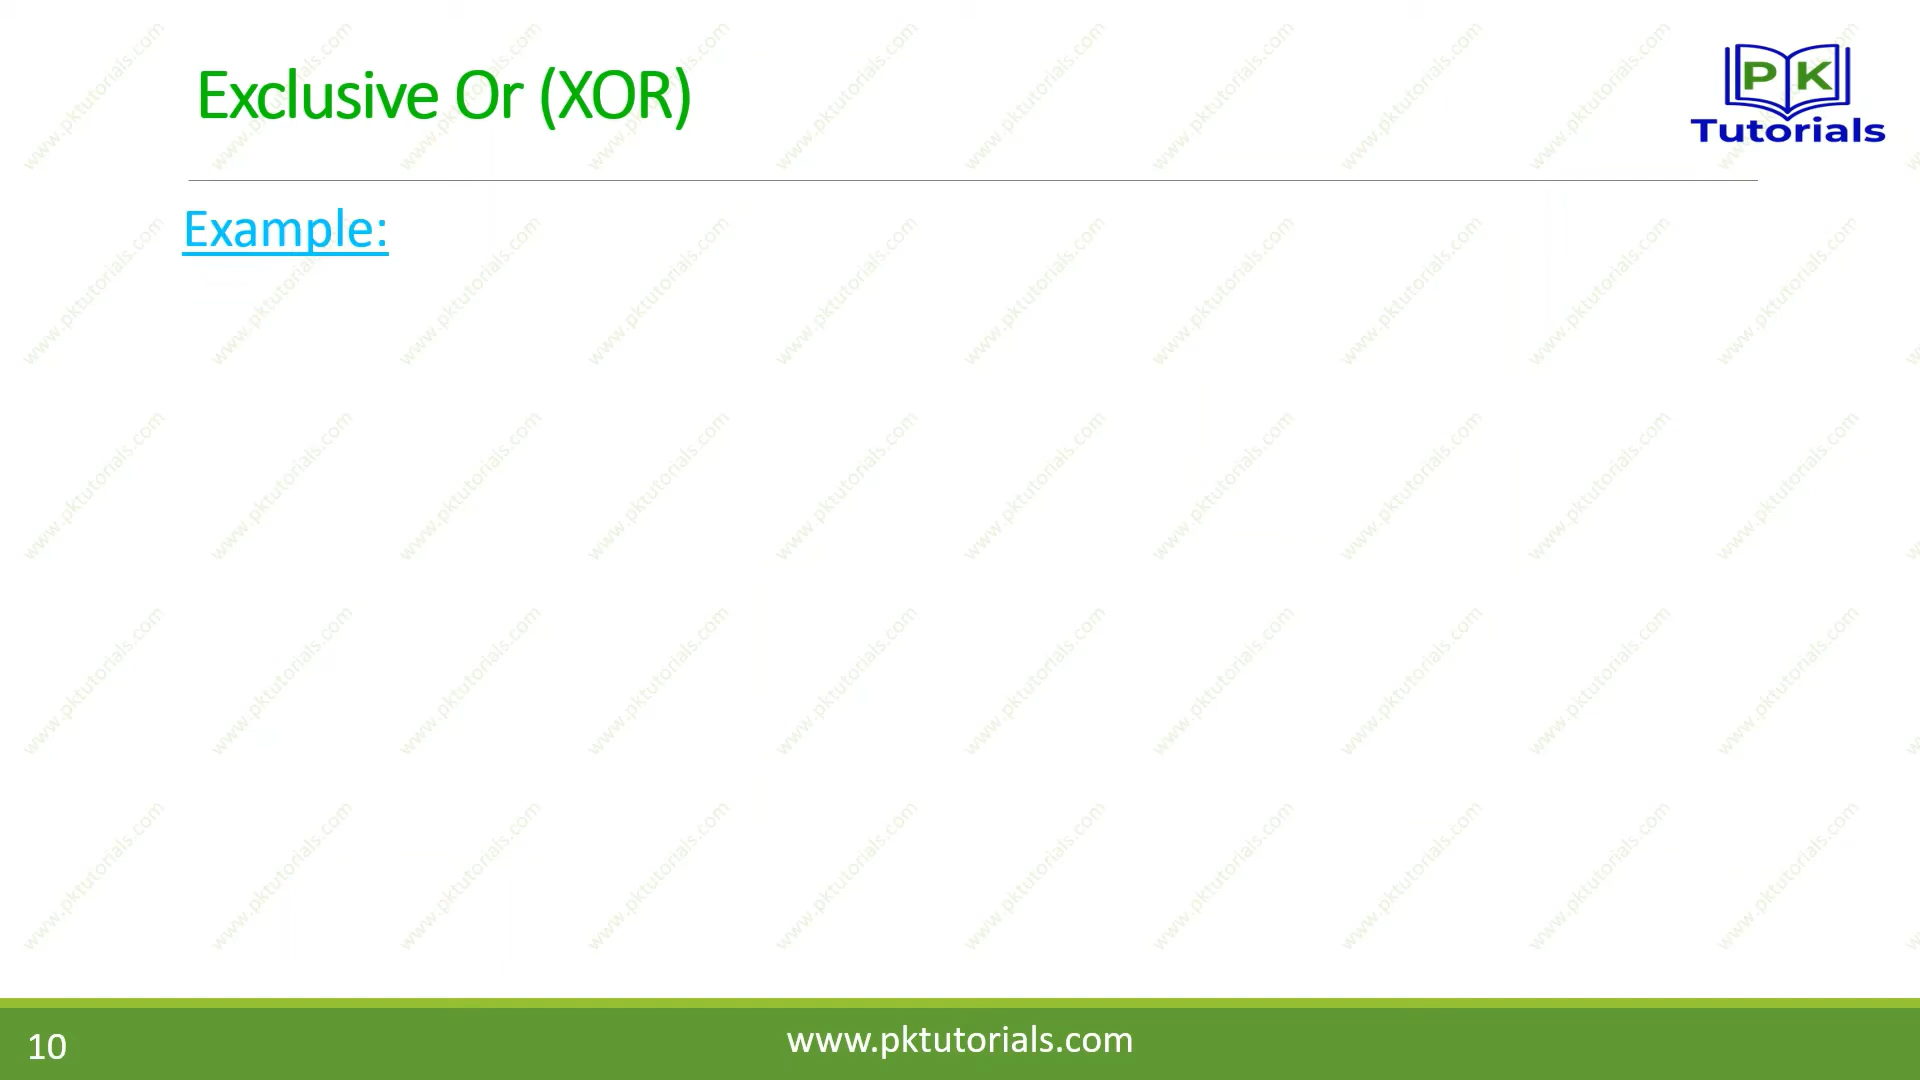 Exclusive Or (XOR)
PK
Tutorials
Example:
10
www.pktutorials.com